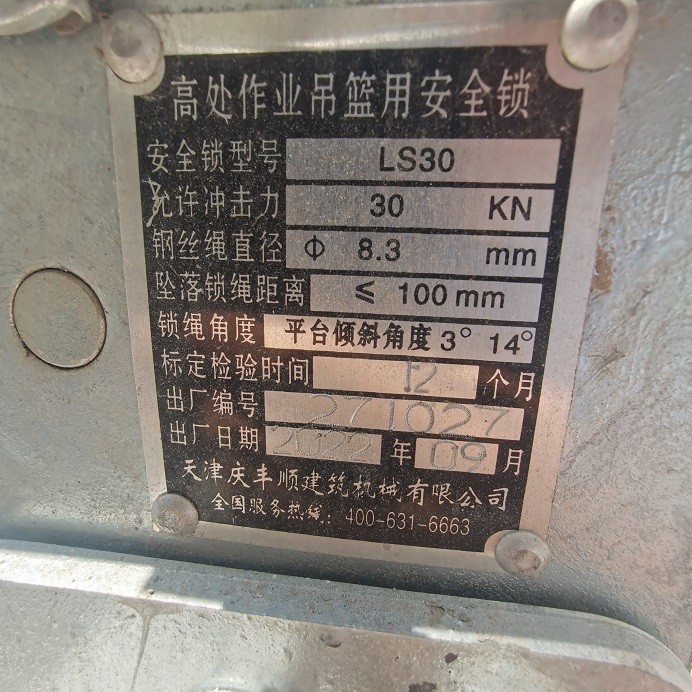 高处作业吊篮用安全锁
安全锁型号 LS30
允许冲击力 30 KN
钢丝绳直径 Φ 8.3 mm
坠落锁绳距离 ≤ 100 mm
锁绳角度 平台倾斜角度 3° 14°
标定检验时间 12 个月
出厂编号 271027
出厂日期 2022 年 09 月
天津庆丰顺建筑机械有限公司
全国服务热线: 400-631-6663